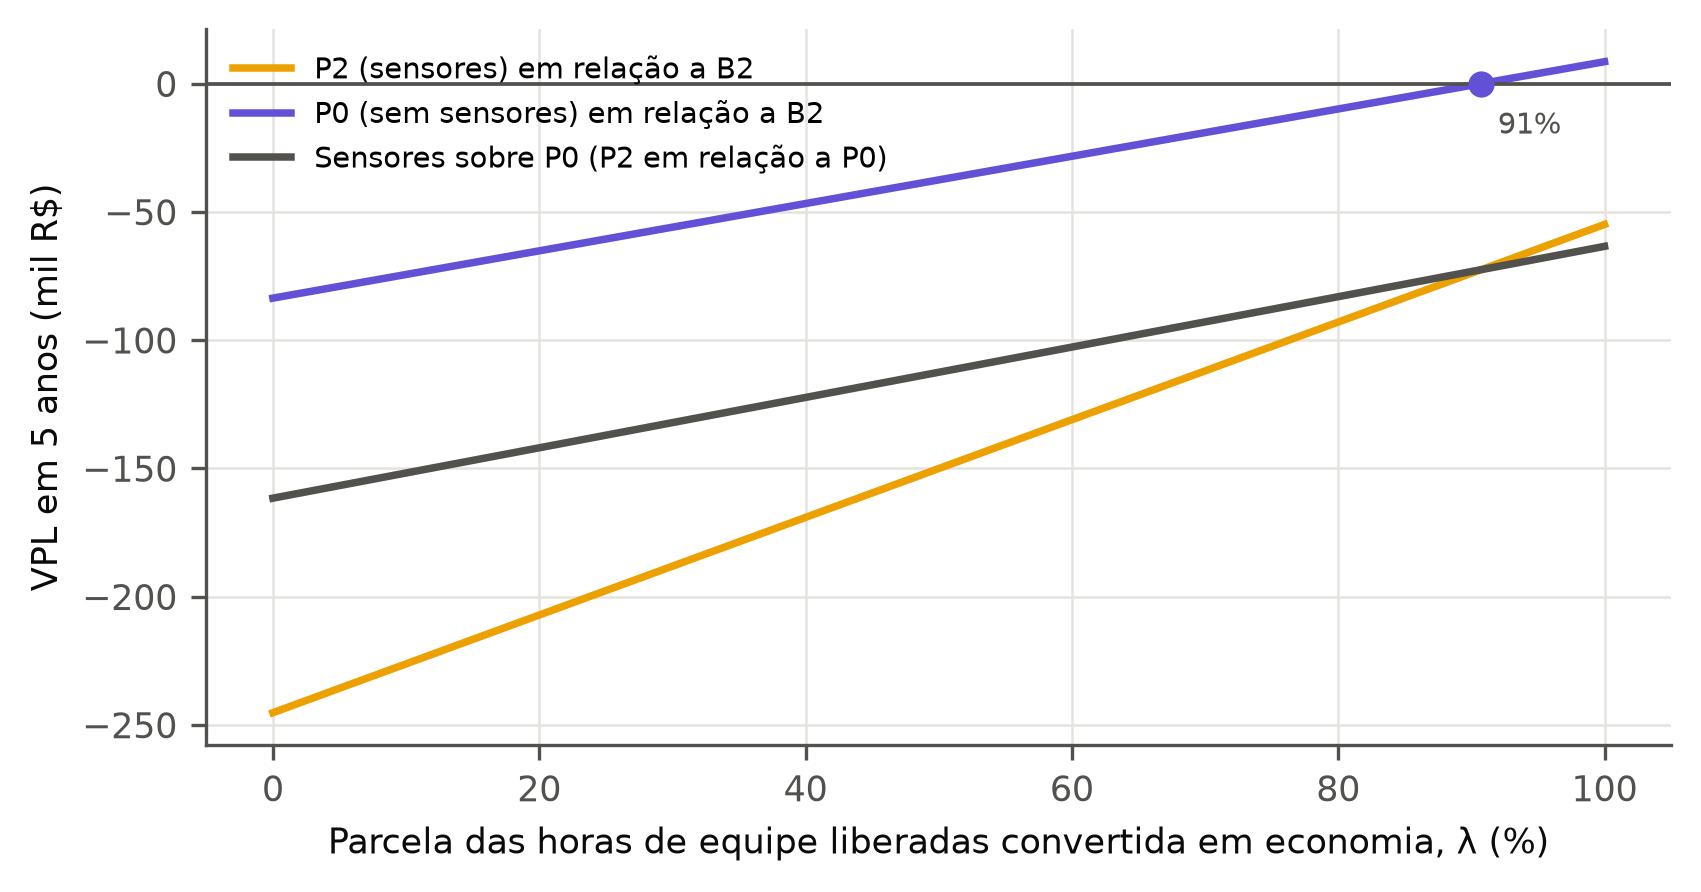 P2 (sensores) em relação a B2
P0 (sem sensores) em relação a B2
Sensores sobre P0 (P2 em relação a P0)
91%
VPL em 5 anos (mil R$)
0
−50
−100
−150
−200
−250
0 20 40 60 80 100
Parcela das horas de equipe liberadas convertida em economia, λ (%)